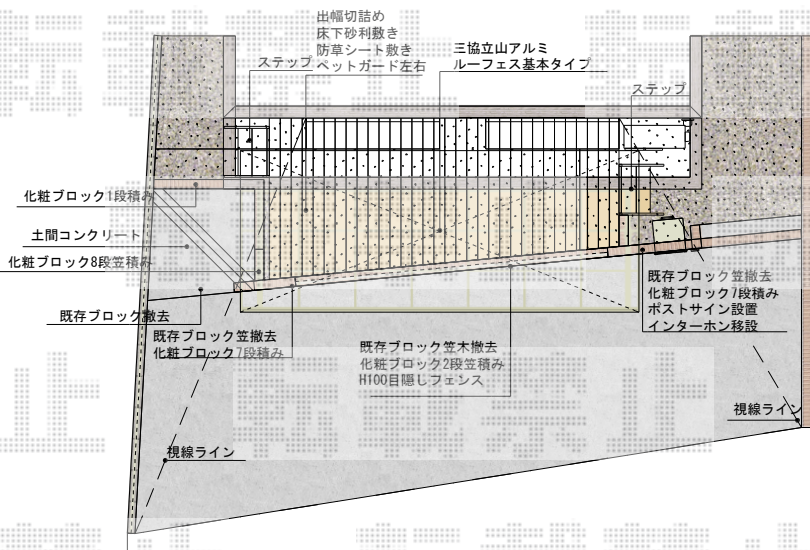 出幅切詰め
床下砂利敷き
防草シート敷き
ペットガード左右
ステップ
三協立山アルミ
ルーフェス基本タイプ
ステップ
化粧ブロック1段積み
土間コンクリート
化粧ブロック8段笠積み
既存ブロック撤去
既存ブロック笠撤去
化粧ブロック7段積み
既存ブロック笠木撤去
化粧ブロック2段笠積み
H100目隠しフェンス
既存ブロック笠撤去
化粧ブロック7段積み
ポストサイン設置
インターホン移設
視線ライン
視線ライン
無断転載禁止